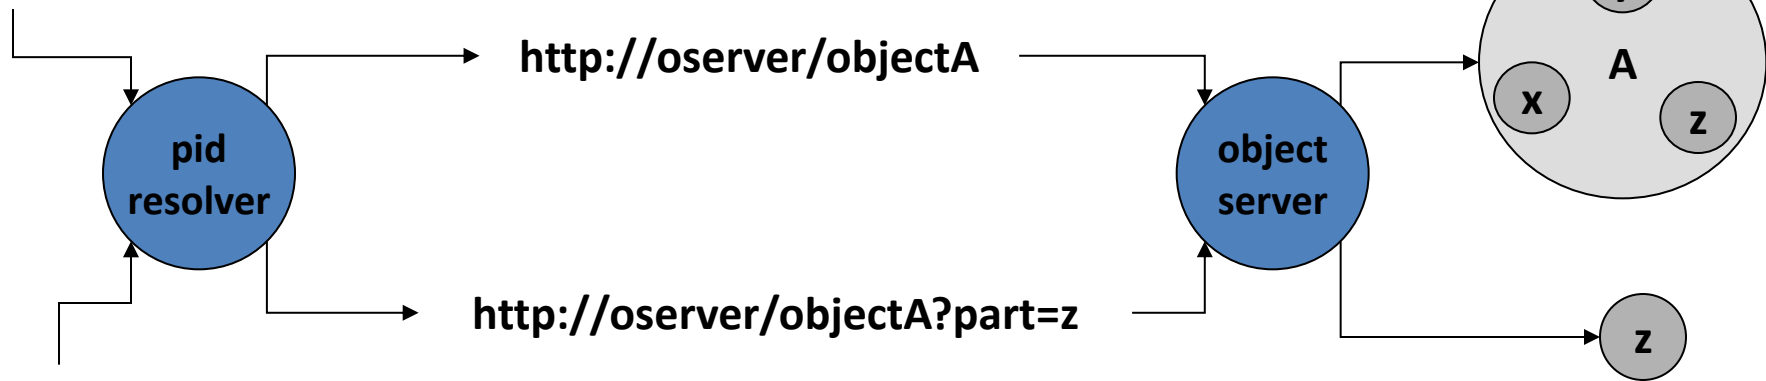 http://oserver/objectA
A
x
z
pid
resolver
object
server
http://oserver/objectA?part=z
z